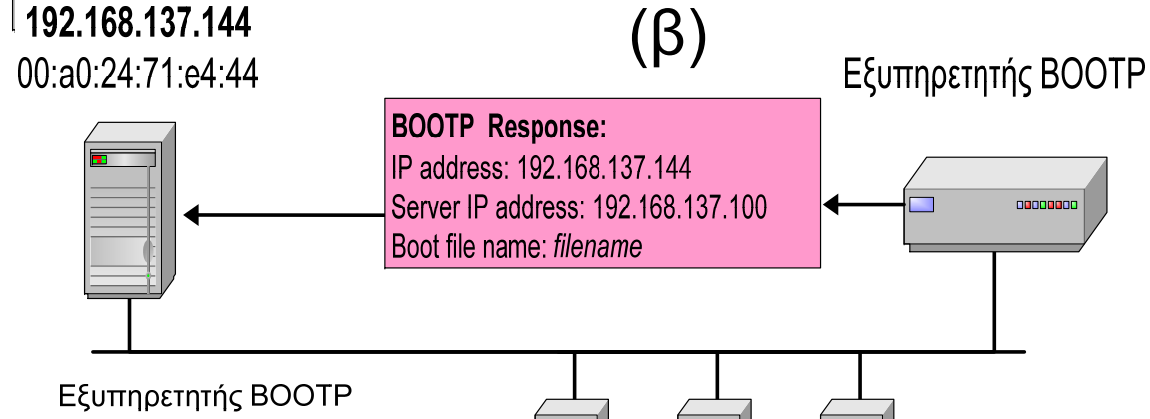 192.168.137.144
00:a0:24:71:e4:44
(β)
Εξυπηρετητής BOOTP
BOOTP Response:
IP address: 192.168.137.144
Server IP address: 192.168.137.100
Boot file name: filename
Εξυπηρετητής BOOTP